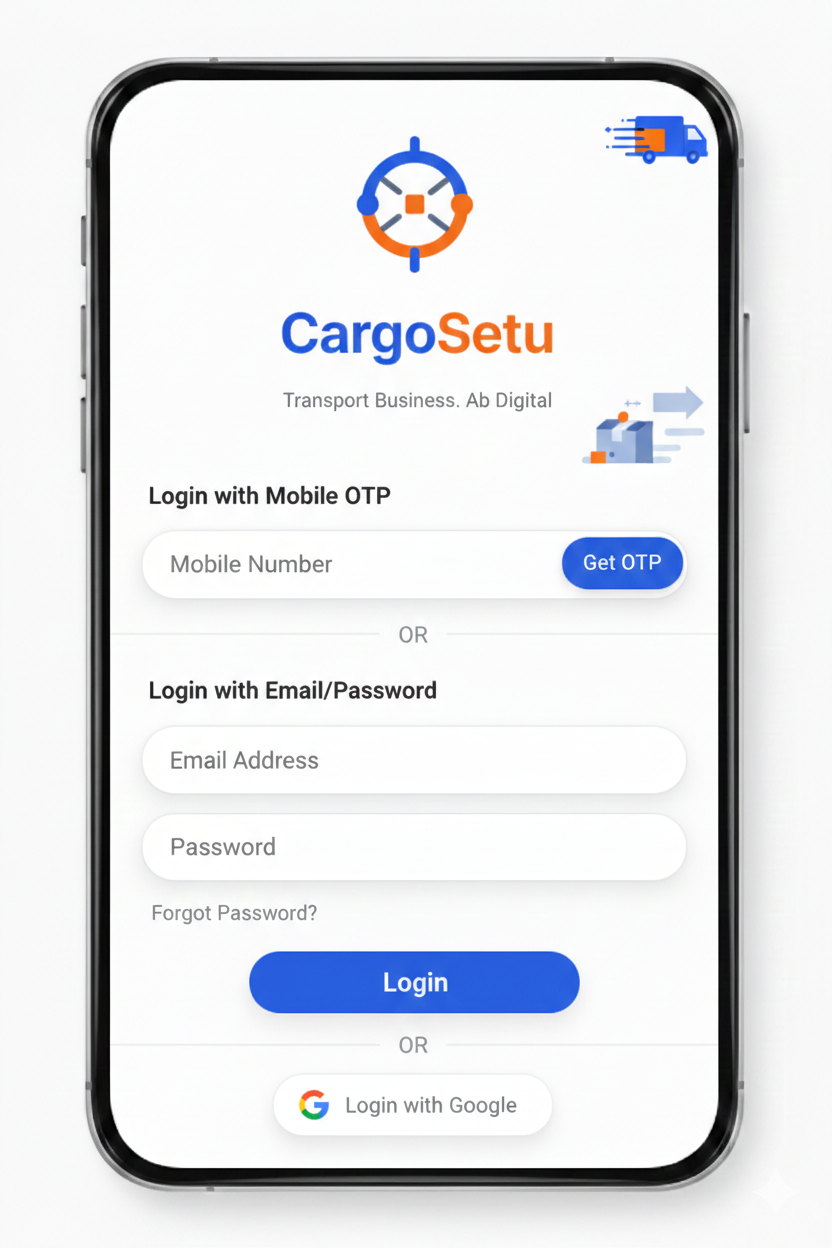 CargoSetu
Transport Business. Ab Digital
Login with Mobile OTP
Mobile Number
Get OTP
OR
Login with Email/Password
Email Address
Password
Forgot Password?
Login
OR
Login with Google